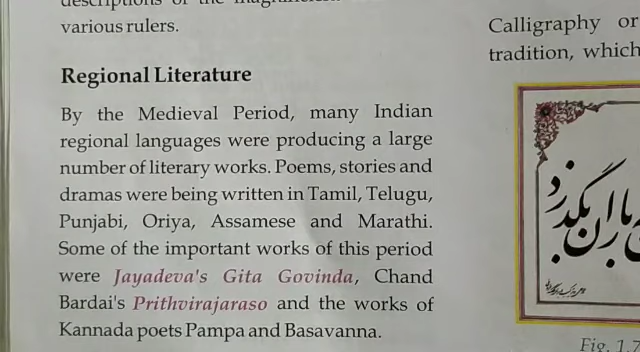 descriptions of the
various rulers.
Regional Literature
By the Medieval Period, many Indian
regional languages were producing a large
number of literary works. Poems, stories and
dramas were being written in Tamil, Telugu,
Punjabi, Oriya, Assamese and Marathi.
Some of the important works of this period
were Jayadeva's Gita Govinda, Chand
Bardai's Prithvirajaraso and the works of
Kannada poets Pampa and Basavanna.
Calligraphy or
tradition, which
Fig. 1.7